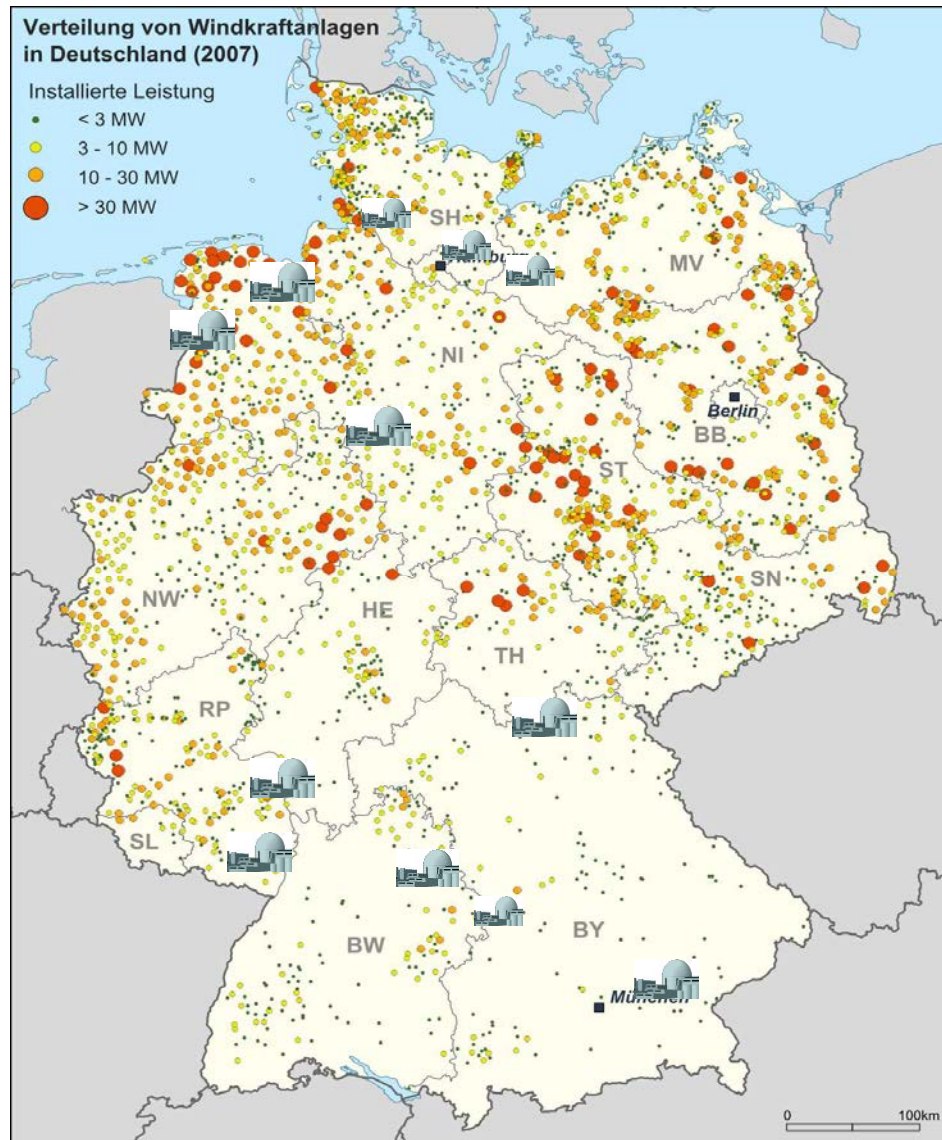 Verteilung von Windkraftanlagen
in Deutschland (2007)
Installierte Leistung
< 3 MW
3 - 10 MW
10 - 30 MW
> 30 MW
SH
MV
NI
Berlin
BB
ST
NW
HE
SN
TH
RP
SL
BW
BY
München
0
100km